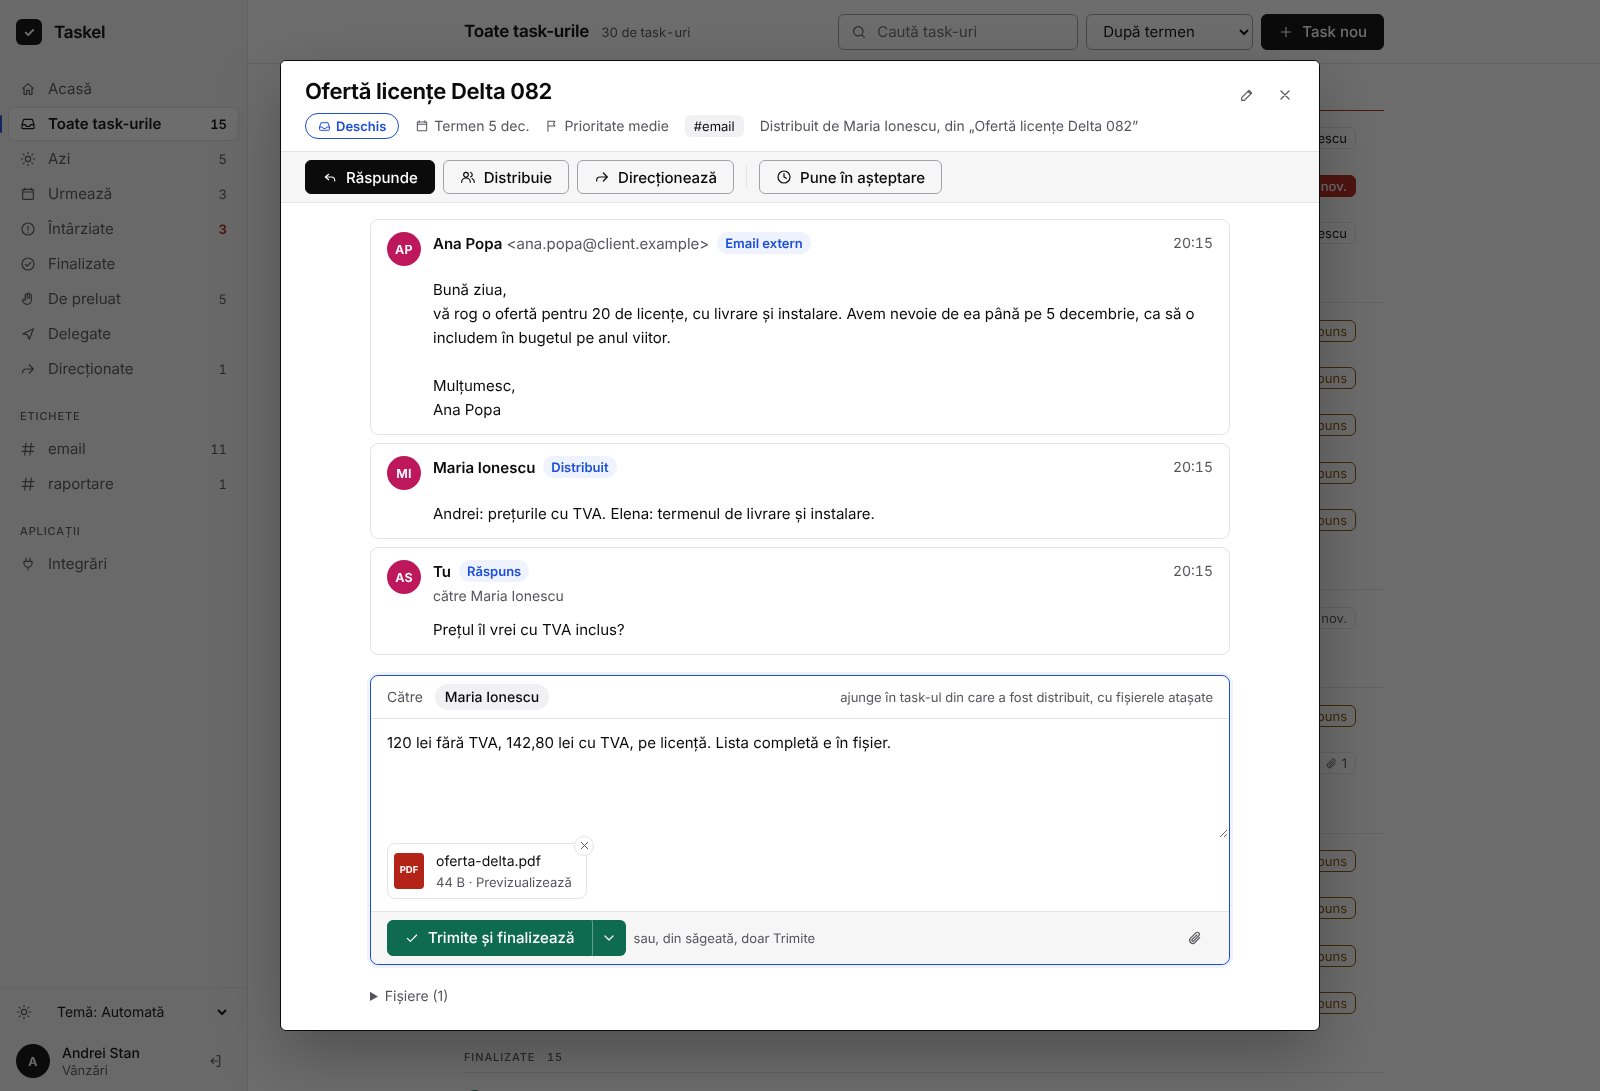 Taskel
Toate task-urile 30 de task-uri
Caută task-uri
După termen
Task nou
Acasă
Toate task-urile 15
Azi 5
Urmează 3
Întârziate 3
Finalizate
De preluat 5
Delegate
Direcționate 1
ETICHETE
# email 11
# raportare 1
APLICAȚII
Integrări
Temă: Automată
A
Andrei Stan
Vânzări
Ofertă licențe Delta 082
Deschis
Termen 5 dec.
Prioritate medie
#email
Distribuit de Maria Ionescu, din „Ofertă licențe Delta 082”
Răspunde
Distribuie
Direcționează
Pune în așteptare
AP
Ana Popa <ana.popa@client.example> Email extern 20:15
Bună ziua,
vă rog o ofertă pentru 20 de licențe, cu livrare și instalare. Avem nevoie de ea până pe 5 decembrie, ca să o
includem în bugetul pe anul viitor.
Mulțumesc,
Ana Popa
MI
Maria Ionescu Distribuit 20:15
Andrei: prețurile cu TVA. Elena: termenul de livrare și instalare.
AS
Tu Răspuns 20:15
către Maria Ionescu
Prețul îl vrei cu TVA inclus?
Către Maria Ionescu ajunge în task-ul din care a fost distribuit, cu fișierele atașate
120 lei fără TVA, 142,80 lei cu TVA, pe licență. Lista completă e în fișier.
PDF
oferta-delta.pdf
44 B · Previzualizează
Trimite și finalizează
sau, din săgeată, doar Trimite
Fișiere (1)
nov.
nov.
1
FINALIZATE 15